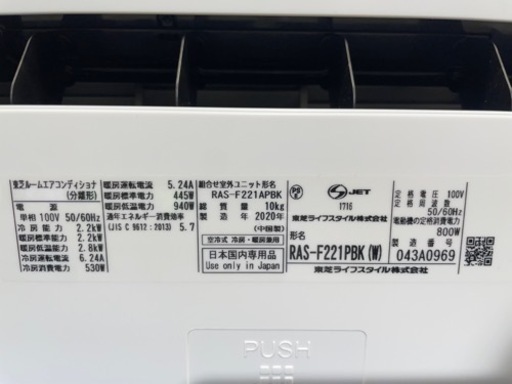 東芝ルームエアコンディショナ
(分離形)
電 源
単相 100V 50/60Hz
冷房能力 2.2kW
暖房標準能力 2.2kW
暖房低温能力 2.8kW
冷房運転電流 6.24A
冷房消費電力 530W
暖房運転電流 5.24A
暖房標準電力 445W
暖房低温電力 940W
通年エネルギー消費効率
(JIS C 9612:2013) 5.7
組合せ室外ユニット形名
RAS-F221APBK
総 質 量 10kg
製 造 年 2020年
(中国製)
空冷式 冷房・暖房兼用
日本国内専用品
Use only in Japan
PS E
JET
1716
東芝ライフスタイル株式会社
形名
RAS-F221PBK(W)
定格電圧 100V
定格周波数
50/60Hz
電動機の定格消費電力
800W
製造番号
043A0969
東芝ライフスタイル株式会社
PUSH